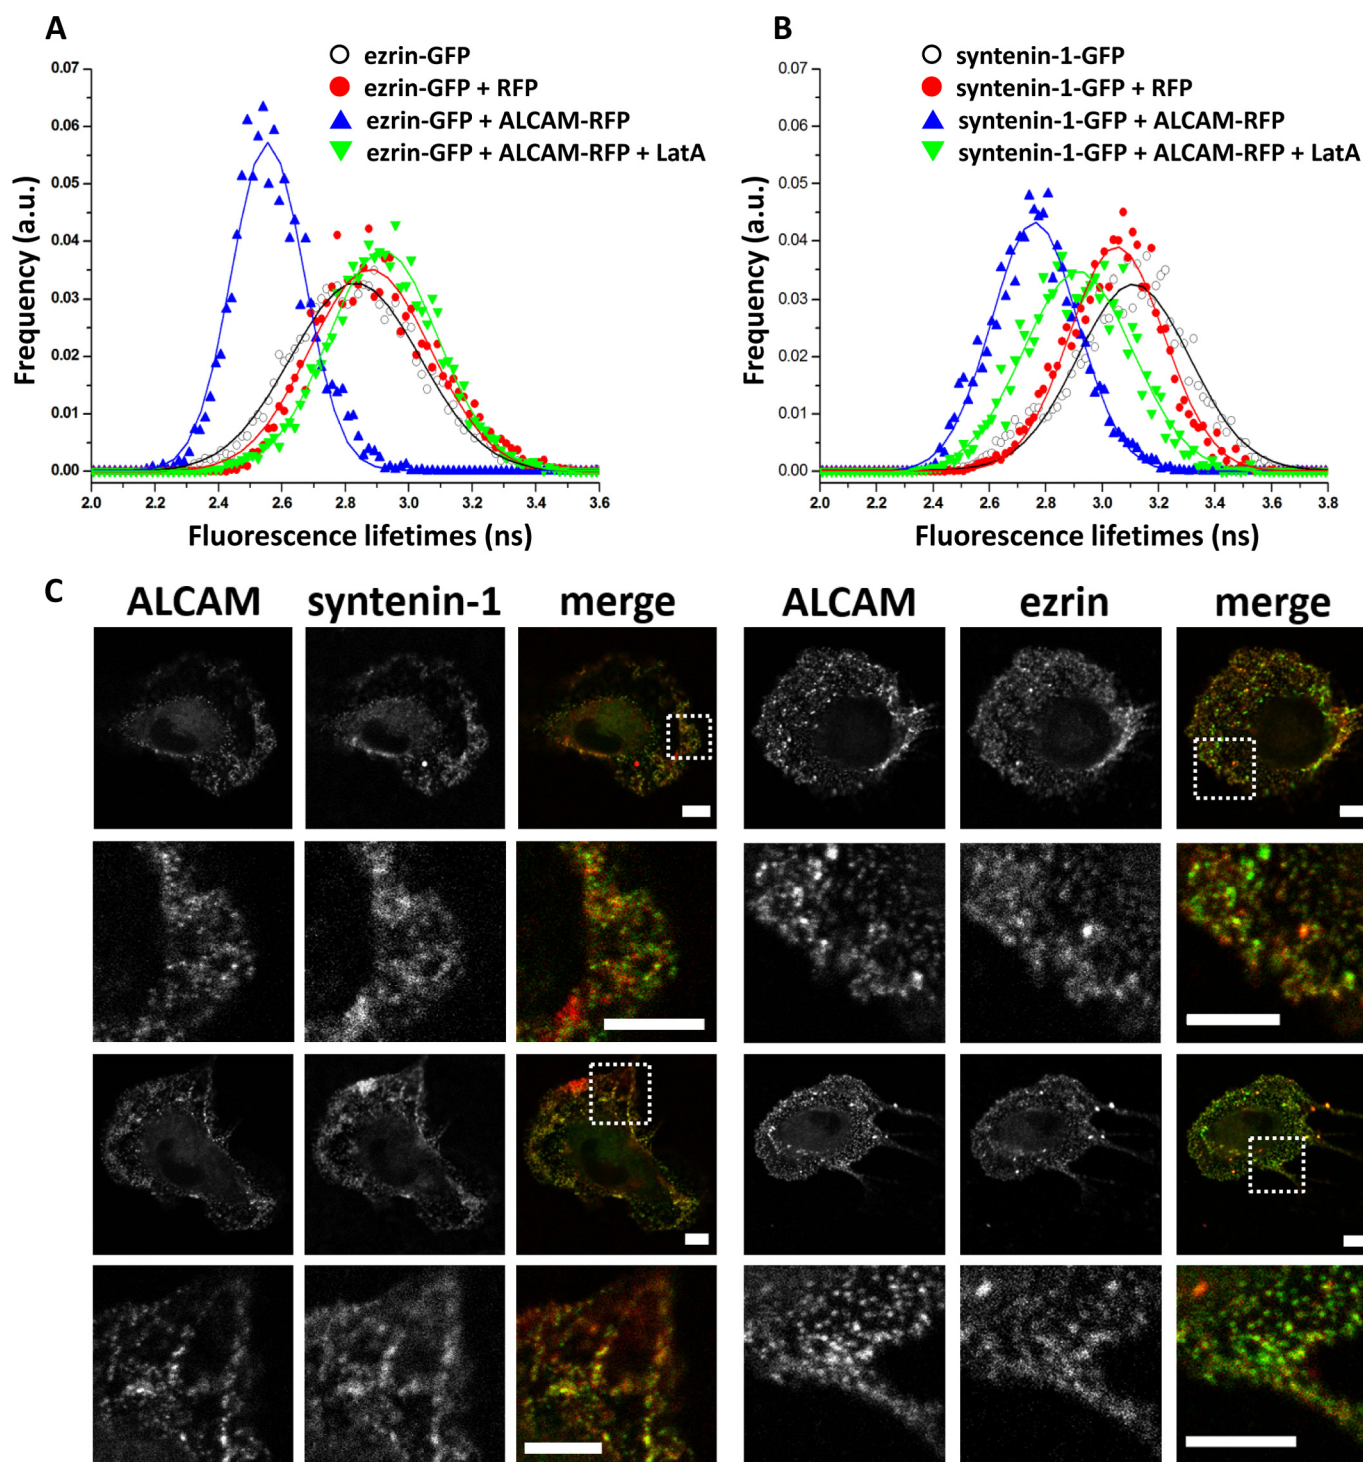 A
ezrin-GFP
ezrin-GFP + RFP
ezrin-GFP + ALCAM-RFP
ezrin-GFP + ALCAM-RFP + LatA
Frequency (a.u.)
0.07
0.06
0.05
0.04
0.03
0.02
0.01
0.00
2.0 2.2 2.4 2.6 2.8 3.0 3.2 3.4 3.6
Fluorescence lifetimes (ns)
B
syntenin-1-GFP
syntenin-1-GFP + RFP
syntenin-1-GFP + ALCAM-RFP
syntenin-1-GFP + ALCAM-RFP + LatA
Frequency (a.u.)
0.07
0.06
0.05
0.04
0.03
0.02
0.01
0.00
2.0 2.2 2.4 2.6 2.8 3.0 3.2 3.4 3.6 3.8
Fluorescence lifetimes (ns)
C
ALCAM syntenin-1 merge ALCAM ezrin merge